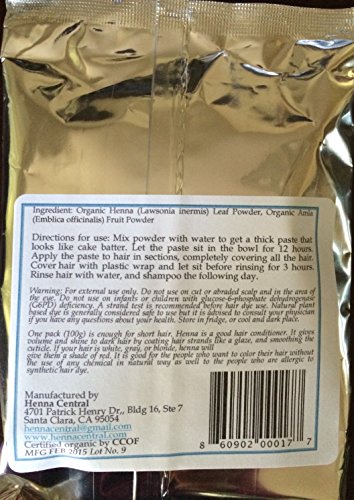 Ingredient: Organic Henna (Lawsonia inermis) Leaf Powder, Organic Amla
(Emblica officinalis) Fruit Powder
Directions for use: Mix powder with water to get a thick paste that
looks like cake batter. Let the paste sit in the bowl for 12 hours.
Apply the paste to hair in sections, completely covering all the hair.
Cover hair with plastic wrap and let sit before rinsing for 3 hours.
Rinse hair with water, and shampoo the following day.
Warning: For external use only. Do not use on cut or abraded scalp and in the area
of the eye. Do not use on infants or children with glucose-6-phosphate dehydrogenase
(G6PD) deficiency. A strand test is recommended before hair dye use. Natural plant
based dye is generally considered safe to use but it is advised to consult your physician
if you have any questions about your health. Store in fridge, or cool and dark place.
One pack (100g) is enough for short hair. Henna is a good hair conditioner. It gives
volume and shine to dark hair by coating hair strands like a glaze, and smoothing the
cuticle. If your hair is white, gray, or blonde, henna will
give them a shade of red. It is good for the people who want to color their hair without
the use of any chemical in natural way as well to the people who are allergic to
synthetic hair dye.
Manufactured by
Henna Central
4701 Patrick Henry Dr., Bldg 16, Ste 7
Santa Clara, CA 95054
hennacentral@gmail.com
www.hennacentral.com
Certified organic by CCOF
MFG FEB 2015 Lot No. 9
8 60902 00017 7